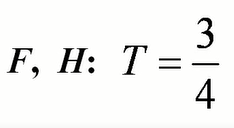 F, H: T = 3/4